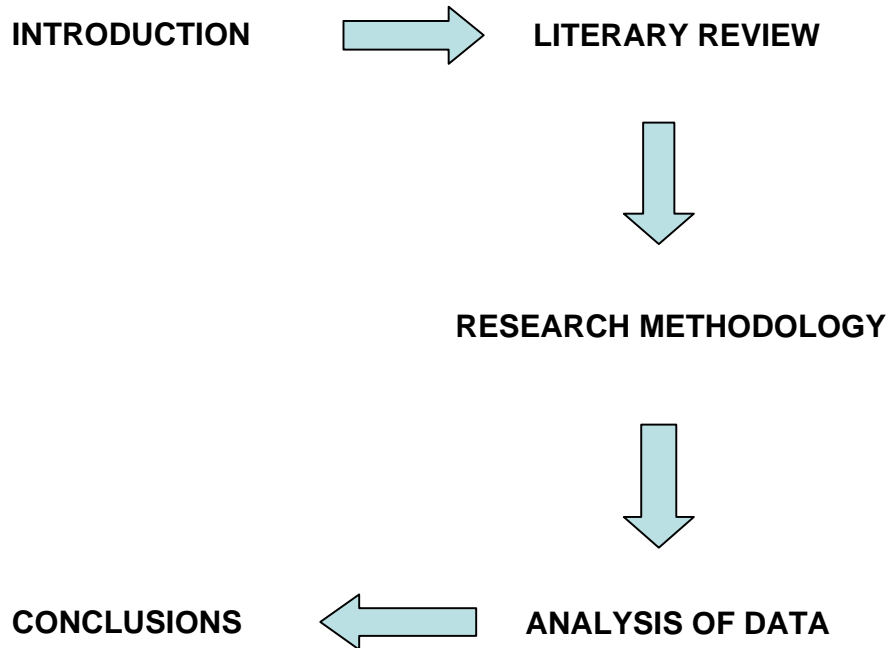 INTRODUCTION
LITERARY REVIEW
RESEARCH METHODOLOGY
ANALYSIS OF DATA
CONCLUSIONS